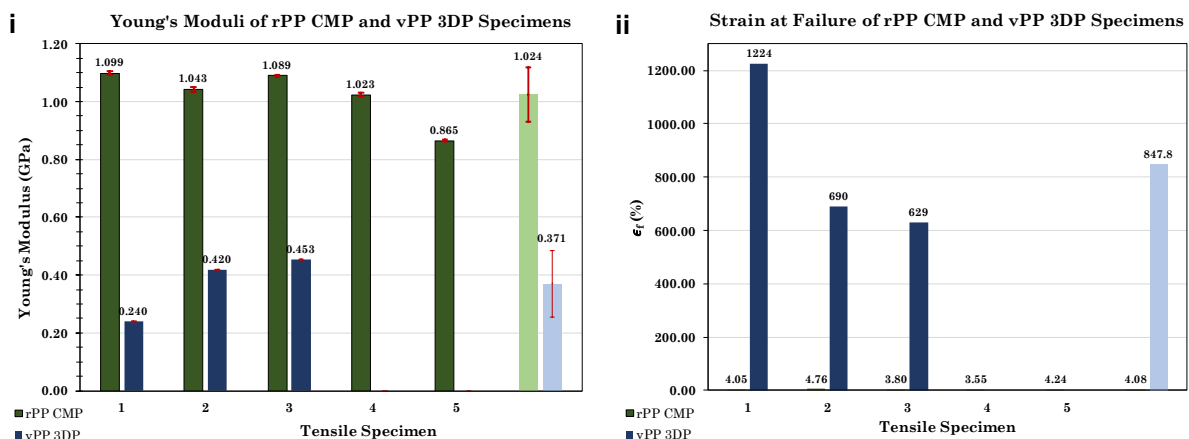 i
Young's Moduli of rPP CMP and vPP 3DP Specimens
Young's Modulus (GPa)
1.20
1.00
0.80
0.60
0.40
0.20
0.00
1.099
1.043
1.089
1.023
0.865
1.024
0.240
0.420
0.453
0.371
1 2 3 4 5
Tensile Specimen
rPP CMP
vPP 3DP
ii
Strain at Failure of rPP CMP and vPP 3DP Specimens
ϵf (%)
1200.00
1000.00
800.00
600.00
400.00
200.00
0.00
1224
690
629
847.8
4.05 4.76 3.80 3.55 4.24 4.08
1 2 3 4 5
Tensile Specimen
rPP CMP
vPP 3DP